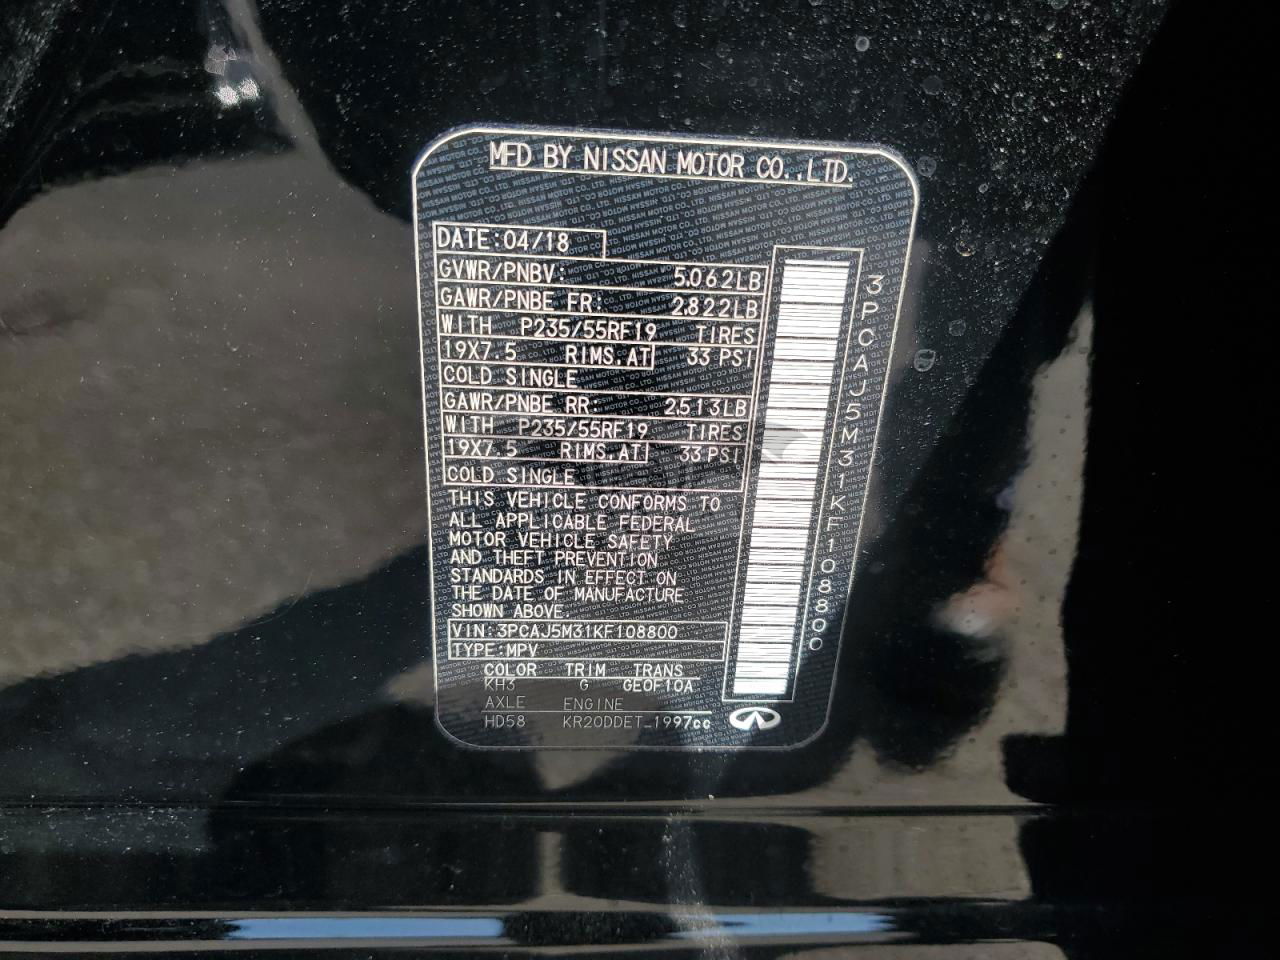 MFD BY NISSAN MOTOR CO.,LTD.
DATE:04/18
GVWR/PNBV: 5,062LB
GAWR/PNBE FR: 2,822LB
WITH P235/55RF19 TIRES
19X7.5 RIMS,AT 33 PSI
COLD SINGLE
GAWR/PNBE RR: 2,513LB
WITH P235/55RF19 TIRES
19X7.5 RIMS,AT 33 PSI
COLD SINGLE
THIS VEHICLE CONFORMS TO
ALL APPLICABLE FEDERAL
MOTOR VEHICLE SAFETY
AND THEFT PREVENTION
STANDARDS IN EFFECT ON
THE DATE OF MANUFACTURE
SHOWN ABOVE.
VIN:3PCAJ5M31KF108800
TYPE:MPV
COLOR TRIM TRANS
KH3 G GE0F10A
AXLE ENGINE
HD58 KR20DDET 1997cc
3PCAJ5M31KF108800